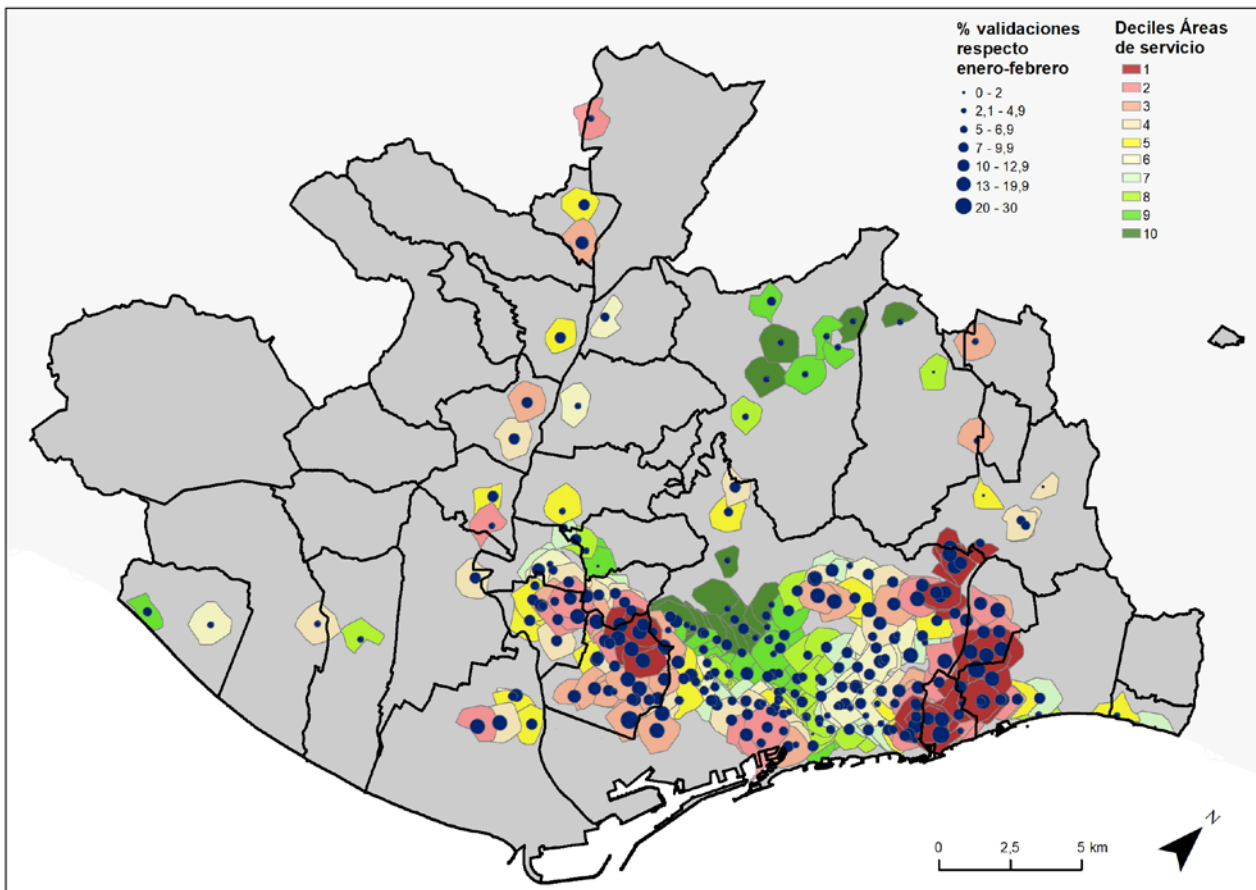 % validaciones
respecto
enero-febrero
0 - 2
2,1 - 4,9
5 - 6,9
7 - 9,9
10 - 12,9
13 - 19,9
20 - 30
Deciles Áreas
de servicio
1
2
3
4
5
6
7
8
9
10
N
0 2,5 5 km